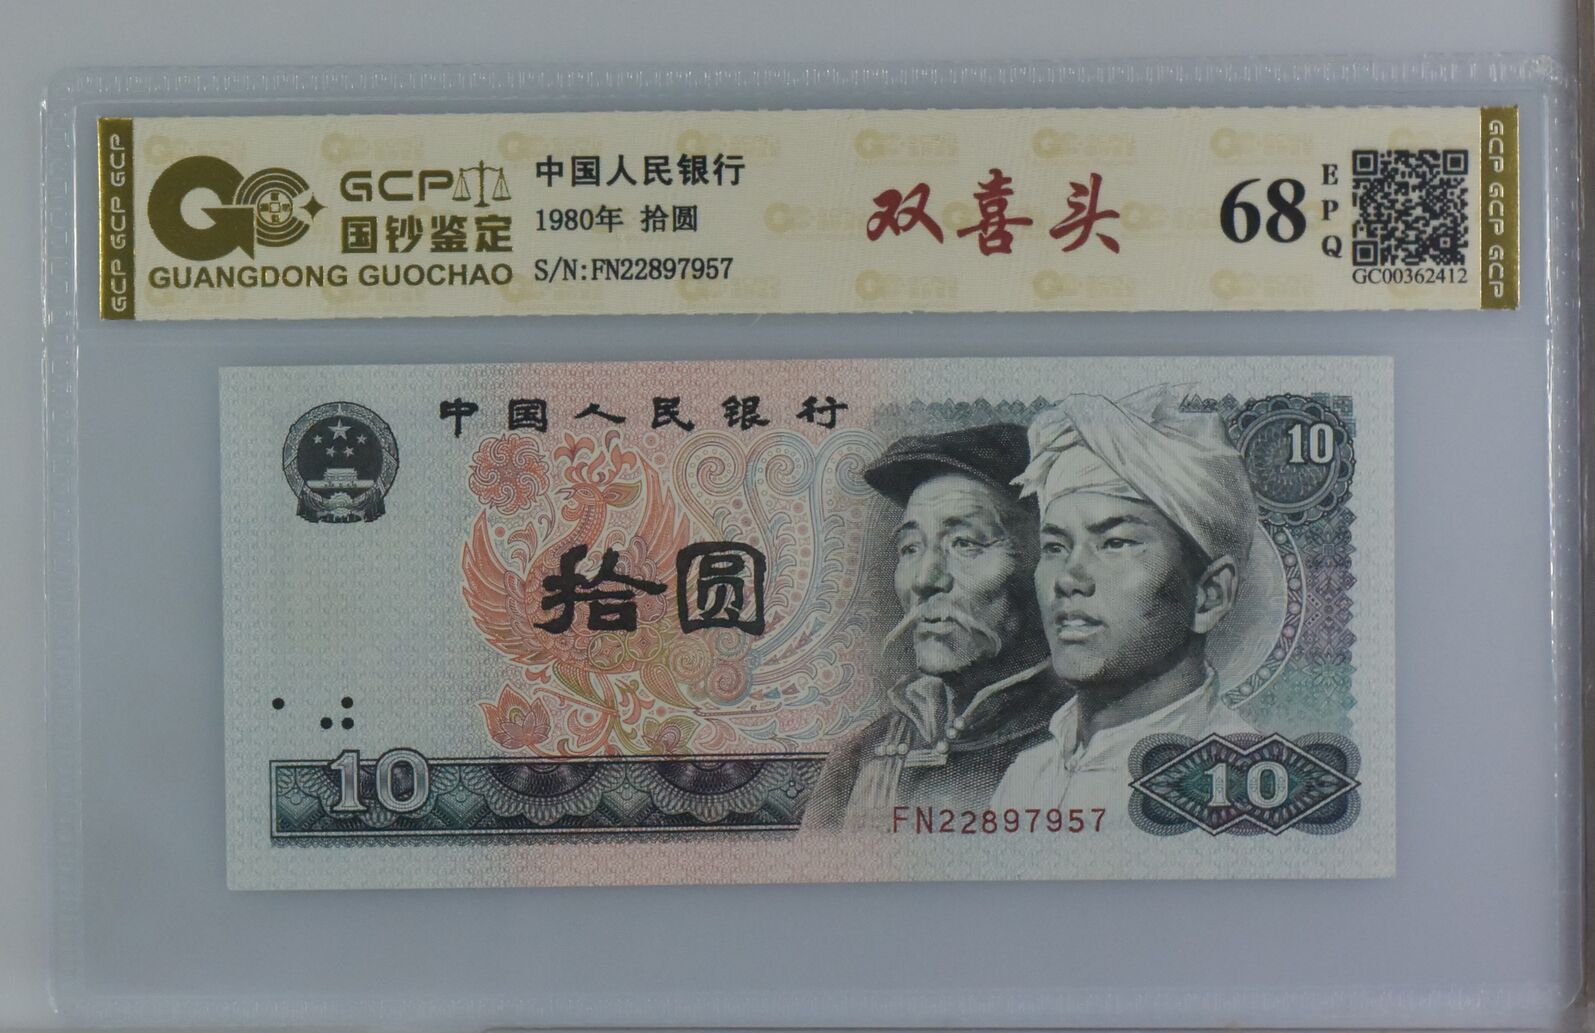 GCP GCP GCP
GCP
国钞鉴定
GUANGDONG GUOCHAO
中国人民银行
1980年 拾圆
S/N:FN22897957
双喜头
68
EPQ
GC00362412
GCP GCP GCP
中国人民银行
10
拾圆
10
FN22897957
10